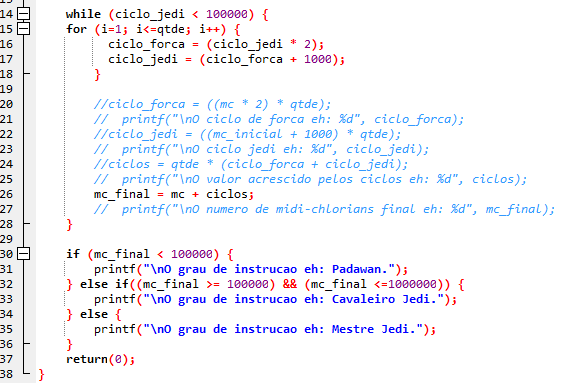 14 while (ciclo_jedi < 100000) {
15 for (i=1; i<=qtde; i++) {
16 ciclo_forca = (ciclo_jedi * 2);
17 ciclo_jedi = (ciclo_forca + 1000);
18 }
19
20 //ciclo_forca = ((mc * 2) * qtde);
21 // printf("\nO ciclo de forca eh: %d", ciclo_forca);
22 //ciclo_jedi = ((mc_inicial + 1000) * qtde);
23 // printf("\nO ciclo jedi eh: %d", ciclo_jedi);
24 //ciclos = qtde * (ciclo_forca + ciclo_jedi);
25 // printf("\nO valor acrescido pelos ciclos eh: %d", ciclos);
26 mc_final = mc + ciclos;
27 // printf("\nO numero de midi-chlorians final eh: %d", mc_final);
28 }
29
30 if (mc_final < 100000) {
31 printf("\nO grau de instrucao eh: Padawan.");
32 } else if((mc_final >= 100000) && (mc_final <=1000000)) {
33 printf("\nO grau de instrucao eh: Cavaleiro Jedi.");
34 } else {
35 printf("\nO grau de instrucao eh: Mestre Jedi.");
36 }
37 return(0);
38 }